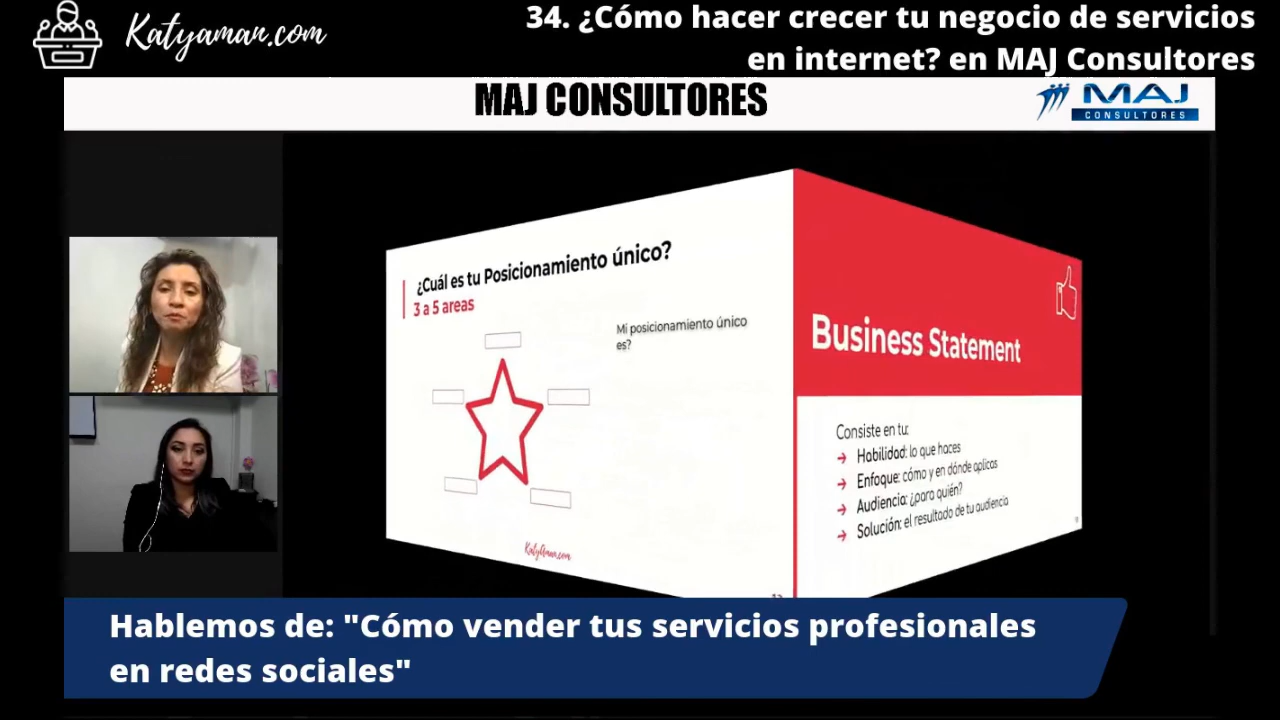 Katyaman.com
34. ¿Cómo hacer crecer tu negocio de servicios
en internet? en MAJ Consultores
MAJ CONSULTORES
MAJ
CONSULTORES
¿Cuál es tu Posicionamiento único?
3 a 5 areas
Mi posicionamiento único
es?
KatyAman.com
Business Statement
Consiste en tu:
→ Habilidad: lo que haces
→ Enfoque: cómo y en dónde aplicas
→ Audiencia: ¿para quién?
→ Solución: el resultado de tu audiencia
Hablemos de: "Cómo vender tus servicios profesionales
en redes sociales"